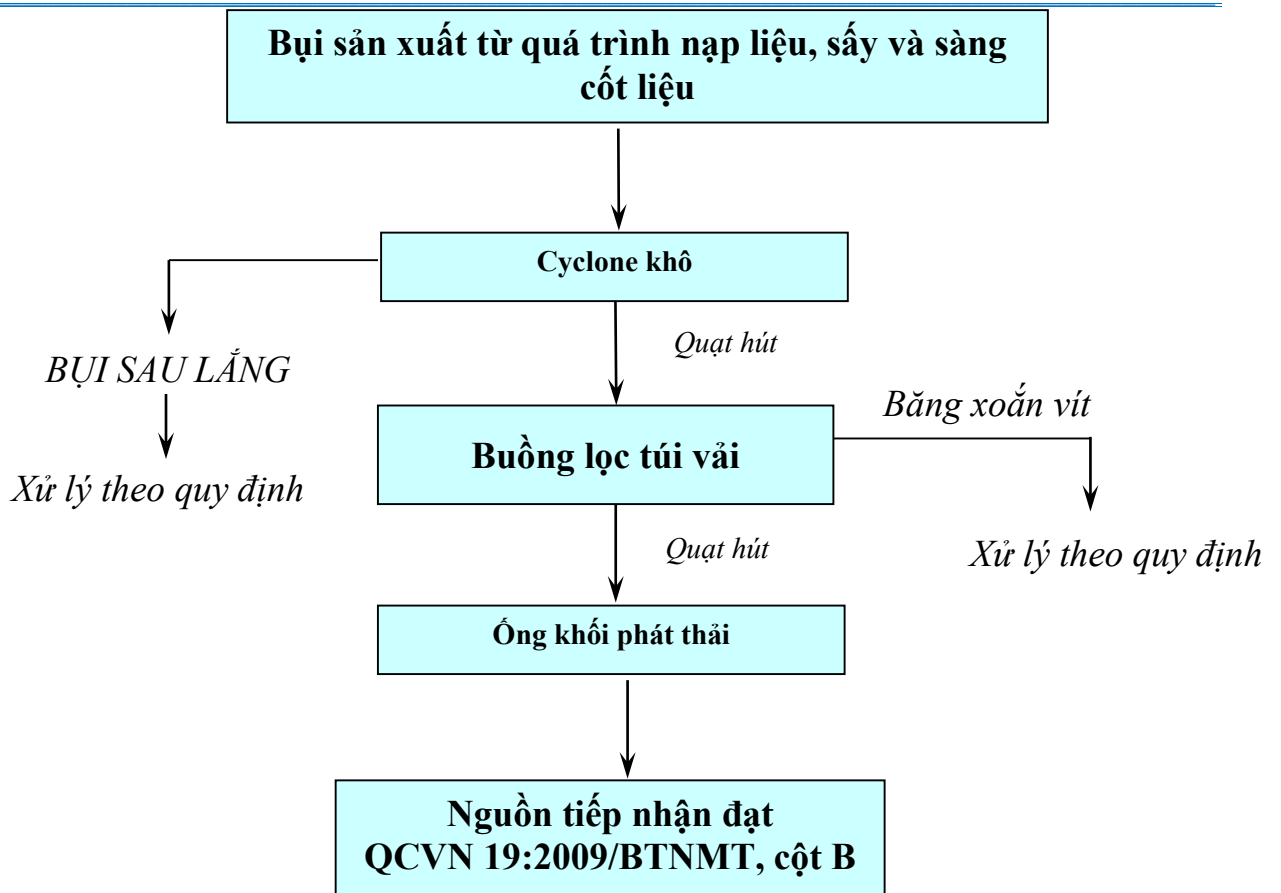 Bụi sản xuất từ quá trình nạp liệu, sấy và sàng
cốt liệu
Cyclone khô
Quạt hút
BỤI SAU LẮNG
Băng xoắn vít
Buồng lọc túi vải
Xử lý theo quy định
Quạt hút
Xử lý theo quy định
Ống khối phát thải
Nguồn tiếp nhận đạt
QCVN 19:2009/BTNMT, cột B